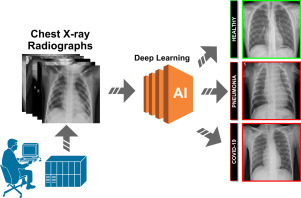 Chest X-ray
Radiographs
Deep Learning
AI
HEALTHY
PNEUMONIA
COVID-19